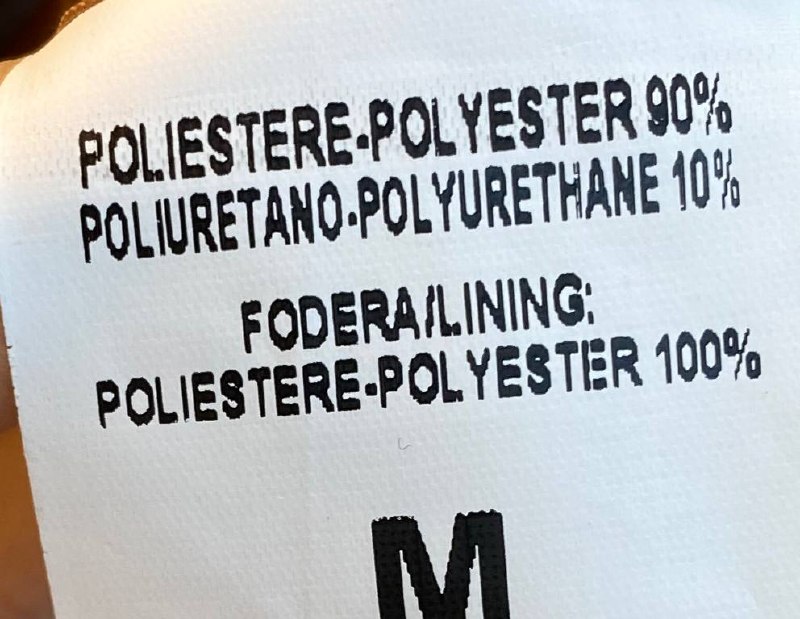 POLIESTERE-POLYESTER 90%
POLIURETANO-POLYURETHANE 10%
FODERA/LINING:
POLIESTERE-POLYESTER 100%
M